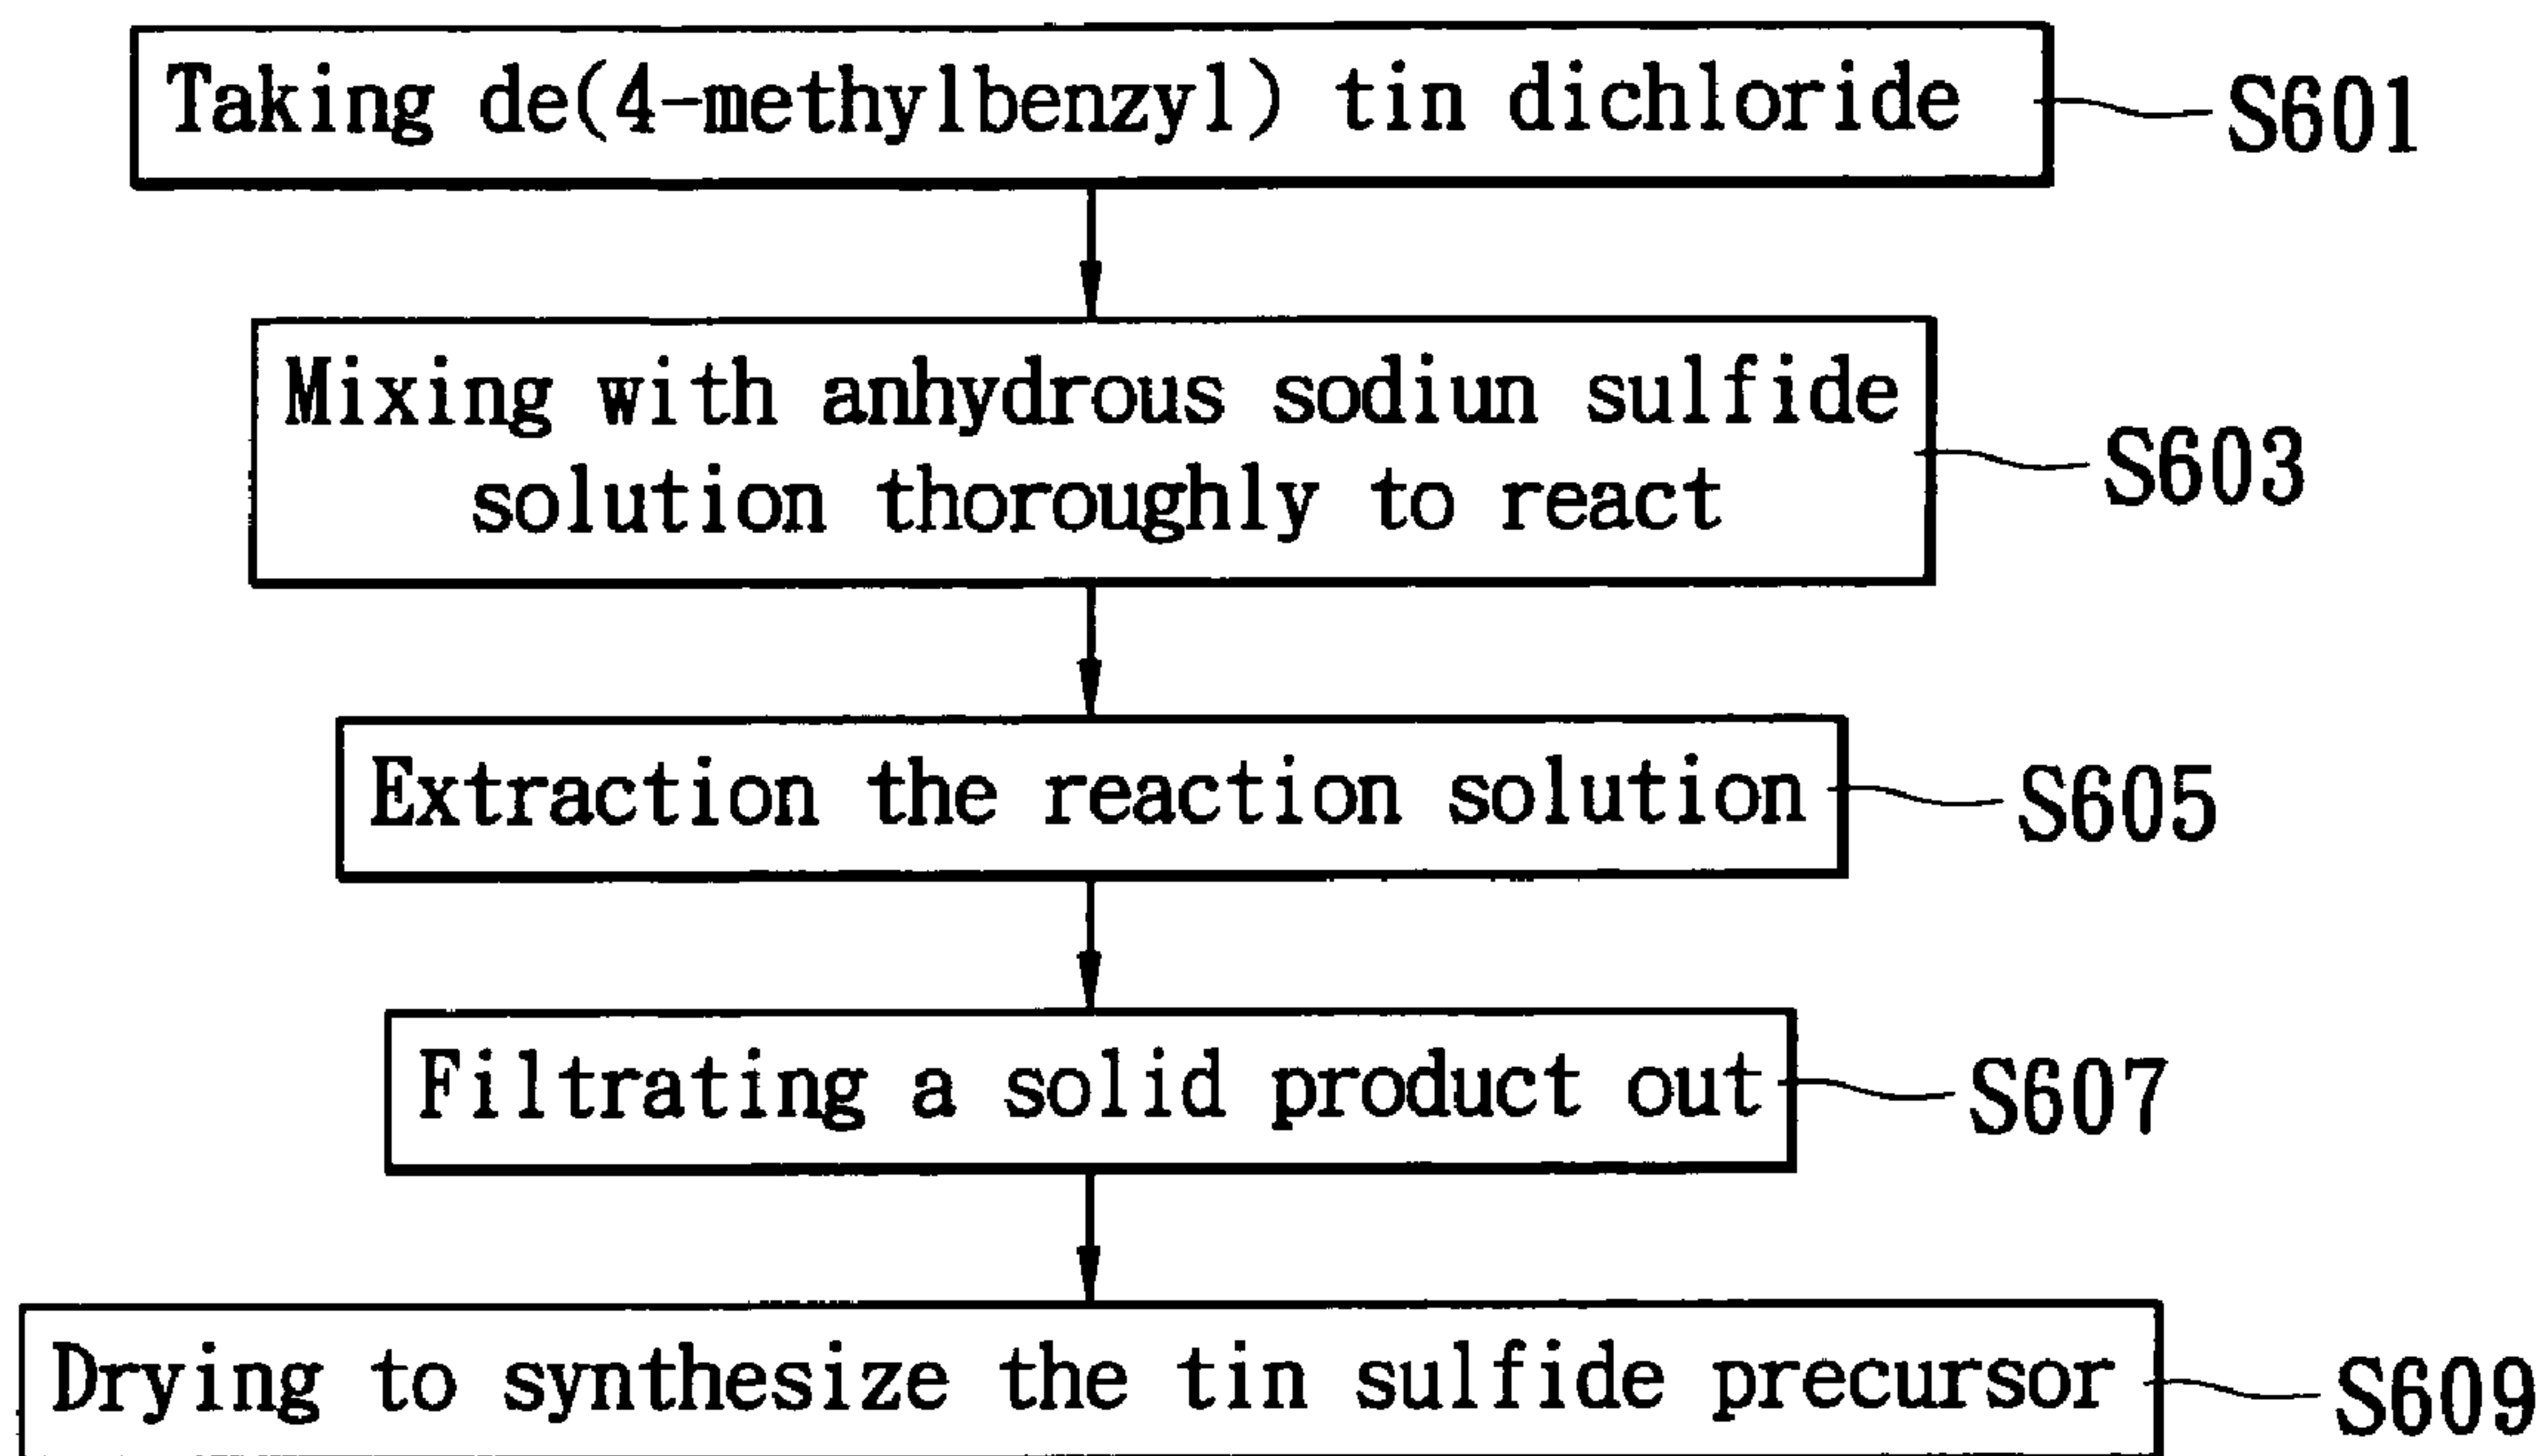 Taking de(4-methylbenzyl) tin dichloride
S601
Mixing with anhydrous sodiun sulfide
solution thoroughly to react
S603
Extraction the reaction solution
S605
Filtrating a solid product out
S607
Drying to synthesize the tin sulfide precursor
S609